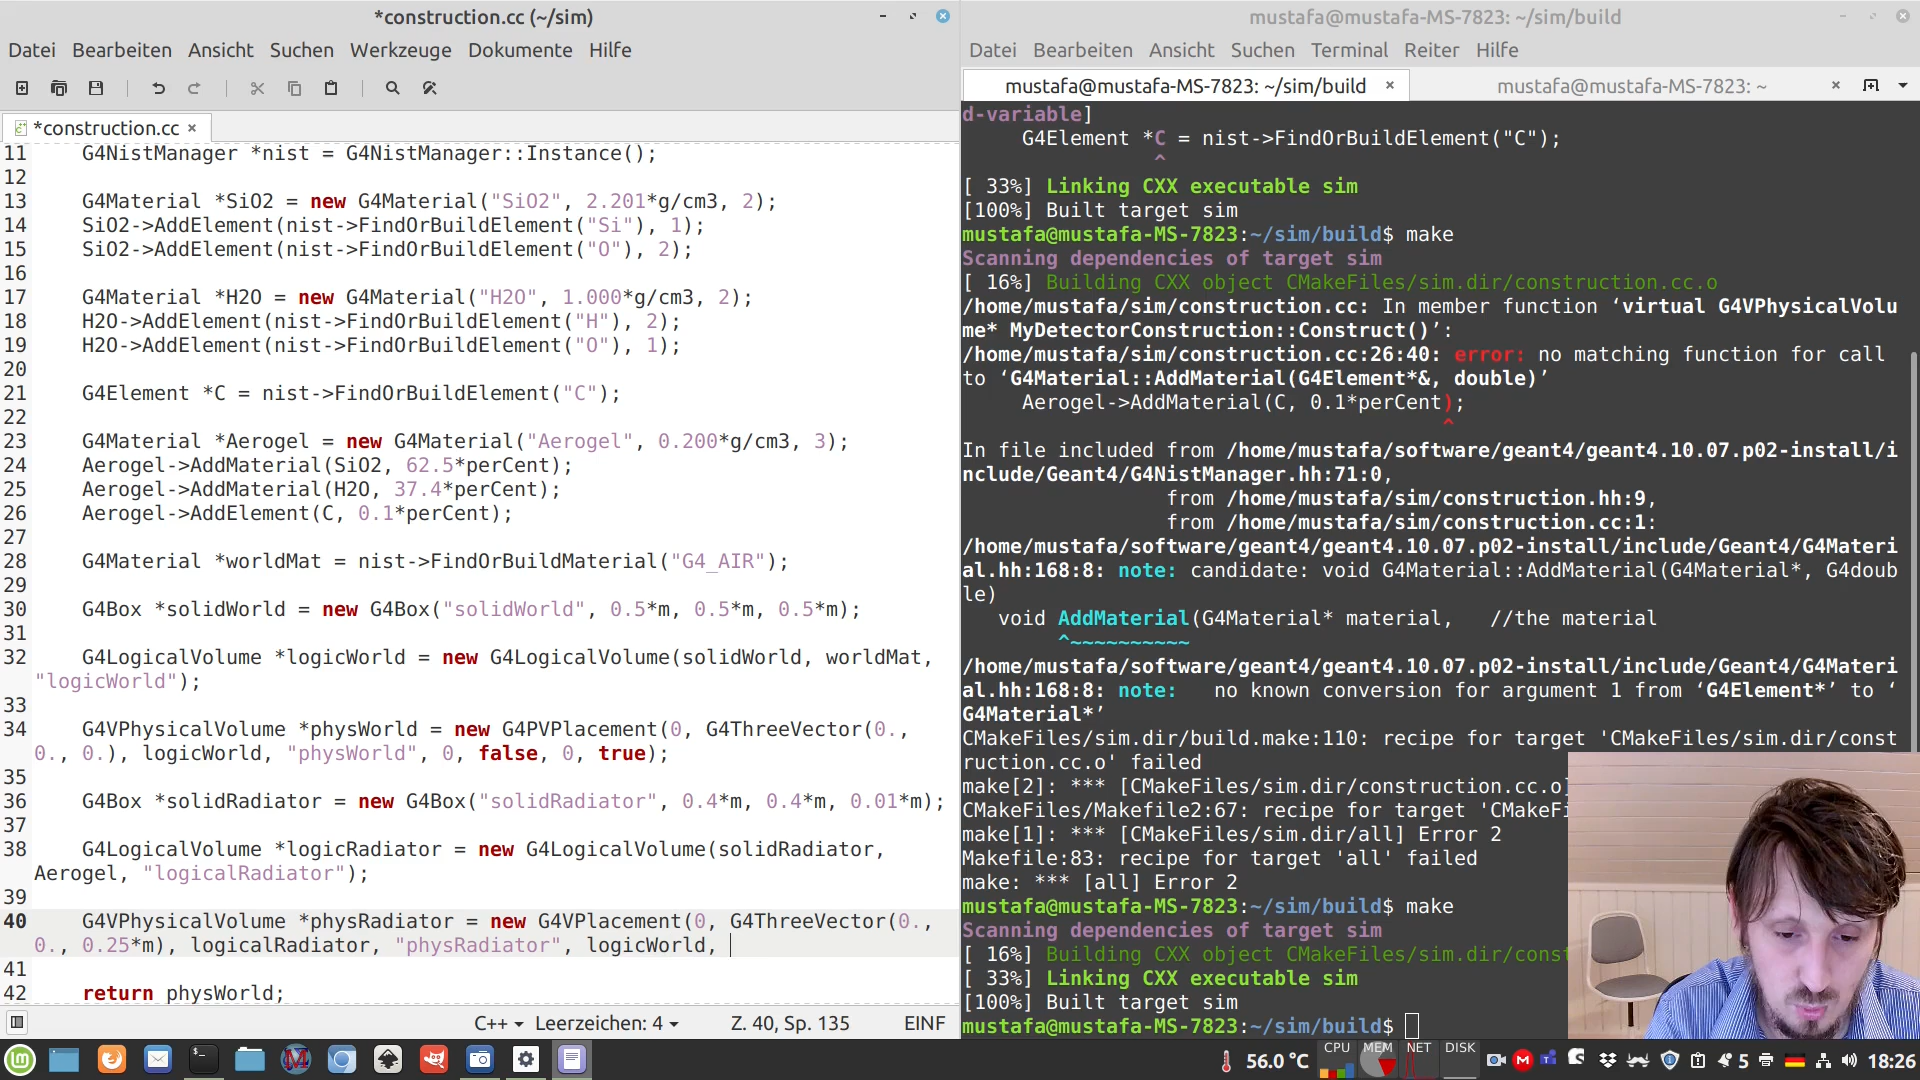 *construction.cc (~/sim)
Datei Bearbeiten Ansicht Suchen Werkzeuge Dokumente Hilfe
*construction.cc ×
11 G4NistManager *nist = G4NistManager::Instance();
12
13 G4Material *SiO2 = new G4Material("SiO2", 2.201*g/cm3, 2);
14 SiO2->AddElement(nist->FindOrBuildElement("Si"), 1);
15 SiO2->AddElement(nist->FindOrBuildElement("O"), 2);
16
17 G4Material *H2O = new G4Material("H2O", 1.000*g/cm3, 2);
18 H2O->AddElement(nist->FindOrBuildElement("H"), 2);
19 H2O->AddElement(nist->FindOrBuildElement("O"), 1);
20
21 G4Element *C = nist->FindOrBuildElement("C");
22
23 G4Material *Aerogel = new G4Material("Aerogel", 0.200*g/cm3, 3);
24 Aerogel->AddMaterial(SiO2, 62.5*perCent);
25 Aerogel->AddMaterial(H2O, 37.4*perCent);
26 Aerogel->AddElement(C, 0.1*perCent);
27
28 G4Material *worldMat = nist->FindOrBuildMaterial("G4_AIR");
29
30 G4Box *solidWorld = new G4Box("solidWorld", 0.5*m, 0.5*m, 0.5*m);
31
32 G4LogicalVolume *logicWorld = new G4LogicalVolume(solidWorld, worldMat,
"logicWorld");
33
34 G4VPhysicalVolume *physWorld = new G4PVPlacement(0, G4ThreeVector(0.,
0., 0.), logicWorld, "physWorld", 0, false, 0, true);
35
36 G4Box *solidRadiator = new G4Box("solidRadiator", 0.4*m, 0.4*m, 0.01*m);
37
38 G4LogicalVolume *logicRadiator = new G4LogicalVolume(solidRadiator,
Aerogel, "logicalRadiator");
39
40 G4VPhysicalVolume *physRadiator = new G4VPlacement(0, G4ThreeVector(0.,
0., 0.25*m), logicalRadiator, "physRadiator", logicWorld,
41
42 return physWorld;
C++ Leerzeichen: 4 Z. 40, Sp. 135 EINF
mustafa@mustafa-MS-7823: ~/sim/build
Datei Bearbeiten Ansicht Suchen Terminal Reiter Hilfe
mustafa@mustafa-MS-7823: ~/sim/build × mustafa@mustafa-MS-7823: ~ ×
d-variable]
G4Element *C = nist->FindOrBuildElement("C");
^
[ 33%] Linking CXX executable sim
[100%] Built target sim
mustafa@mustafa-MS-7823:~/sim/build$ make
Scanning dependencies of target sim
[ 16%] Building CXX object CMakeFiles/sim.dir/construction.cc.o
/home/mustafa/sim/construction.cc: In member function ‘virtual G4VPhysicalVolu
me* MyDetectorConstruction::Construct()’:
/home/mustafa/sim/construction.cc:26:40: error: no matching function for call
to ‘G4Material::AddMaterial(G4Element*&, double)’
Aerogel->AddMaterial(C, 0.1*perCent);
^
In file included from /home/mustafa/software/geant4/geant4.10.07.p02-install/i
nclude/Geant4/G4NistManager.hh:71:0,
from /home/mustafa/sim/construction.hh:9,
from /home/mustafa/sim/construction.cc:1:
/home/mustafa/software/geant4/geant4.10.07.p02-install/include/Geant4/G4Materi
al.hh:168:8: note: candidate: void G4Material::AddMaterial(G4Material*, G4doub
le)
void AddMaterial(G4Material* material, //the material
^~~~~~~~~~~
/home/mustafa/software/geant4/geant4.10.07.p02-install/include/Geant4/G4Materi
al.hh:168:8: note: no known conversion for argument 1 from ‘G4Element*’ to ‘
G4Material*’
CMakeFiles/sim.dir/build.make:110: recipe for target 'CMakeFiles/sim.dir/const
ruction.cc.o' failed
make[2]: *** [CMakeFiles/sim.dir/construction.cc.o]
CMakeFiles/Makefile2:67: recipe for target 'CMakeFi
make[1]: *** [CMakeFiles/sim.dir/all] Error 2
Makefile:83: recipe for target 'all' failed
make: *** [all] Error 2
mustafa@mustafa-MS-7823:~/sim/build$ make
Scanning dependencies of target sim
[ 16%] Building CXX object CMakeFiles/sim.dir/const
[ 33%] Linking CXX executable sim
[100%] Built target sim
mustafa@mustafa-MS-7823:~/sim/build$
56.0 °C CPU MEM NET DISK 5 18:26